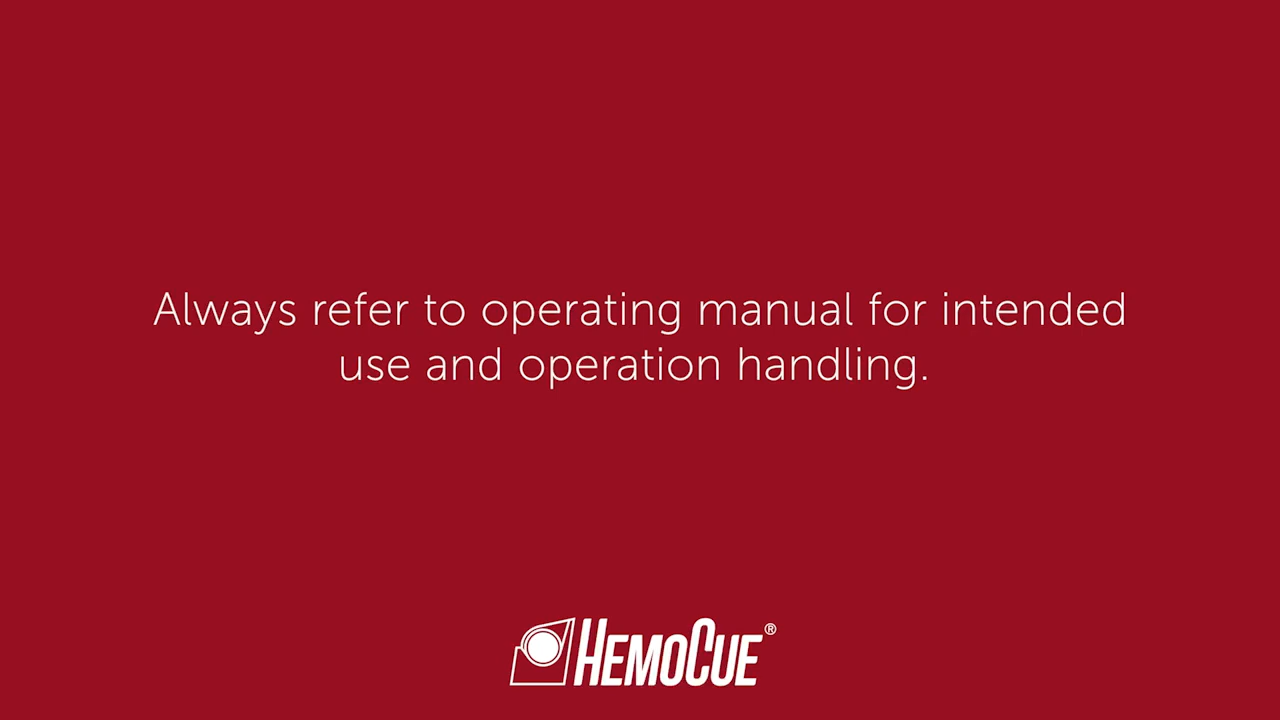 Always refer to operating manual for intended
use and operation handling.
HEMOCUE®